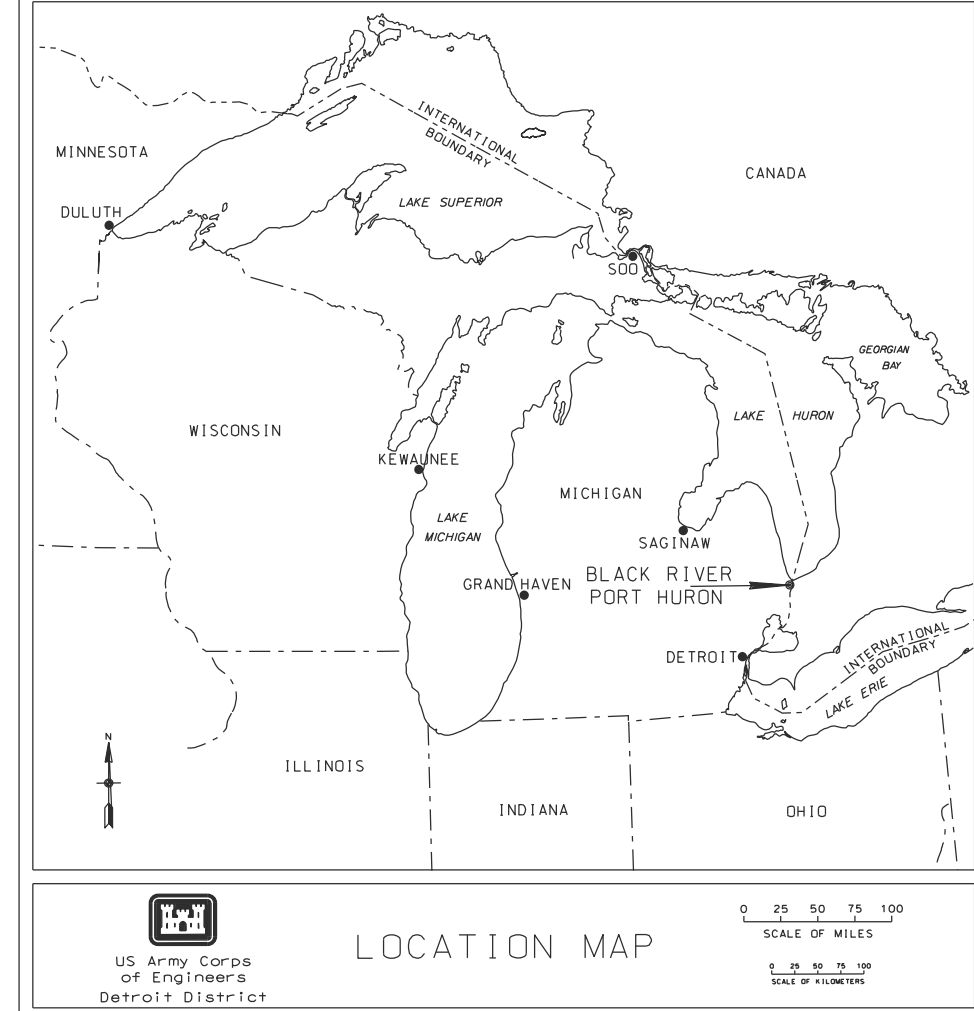 INTERNATIONAL
BOUNDARY
MINNESOTA
CANADA
DULUTH
LAKE SUPERIOR
SOO
GEORGIAN
BAY
LAKE HURON
WISCONSIN
KEWAUNEE
MICHIGAN
LAKE
MICHIGAN
SAGINAW
BLACK RIVER
PORT HURON
GRAND HAVEN
DETROIT
INTERNATIONAL
BOUNDARY
LAKE ERIE
N
ILLINOIS
INDIANA
OHIO
US Army Corps
of Engineers
Detroit District
LOCATION MAP
0 25 50 75 100
SCALE OF MILES
0 25 50 75 100
SCALE OF KILOMETERS